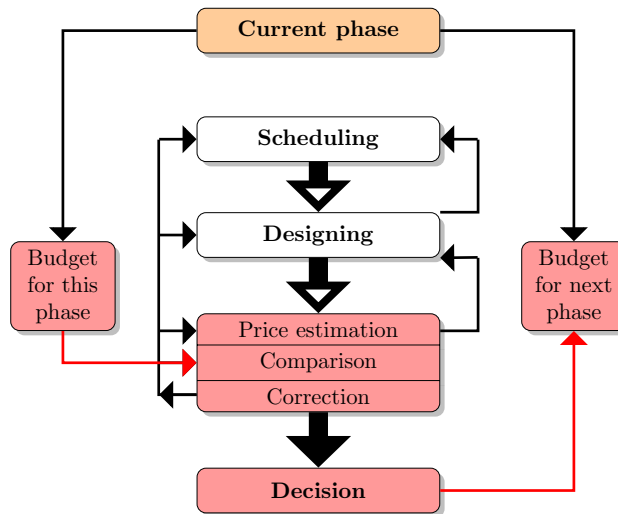 Current phase
Scheduling
Designing
Budget
for this
phase
Budget
for next
phase
Price estimation
Comparison
Correction
Decision